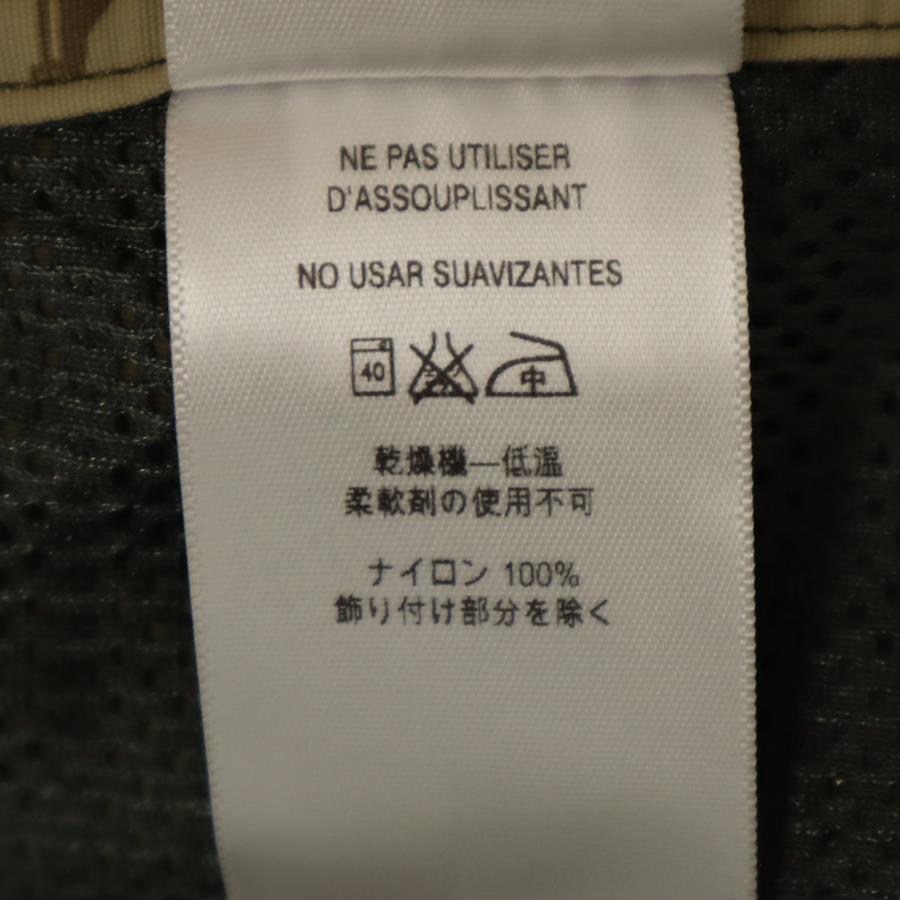 NE PAS UTILISER
D'ASSOUPLISSANT
NO USAR SUAVIZANTES
40 中
乾燥機—低温
柔軟剤の使用不可
ナイロン 100%
飾り付け部分を除く